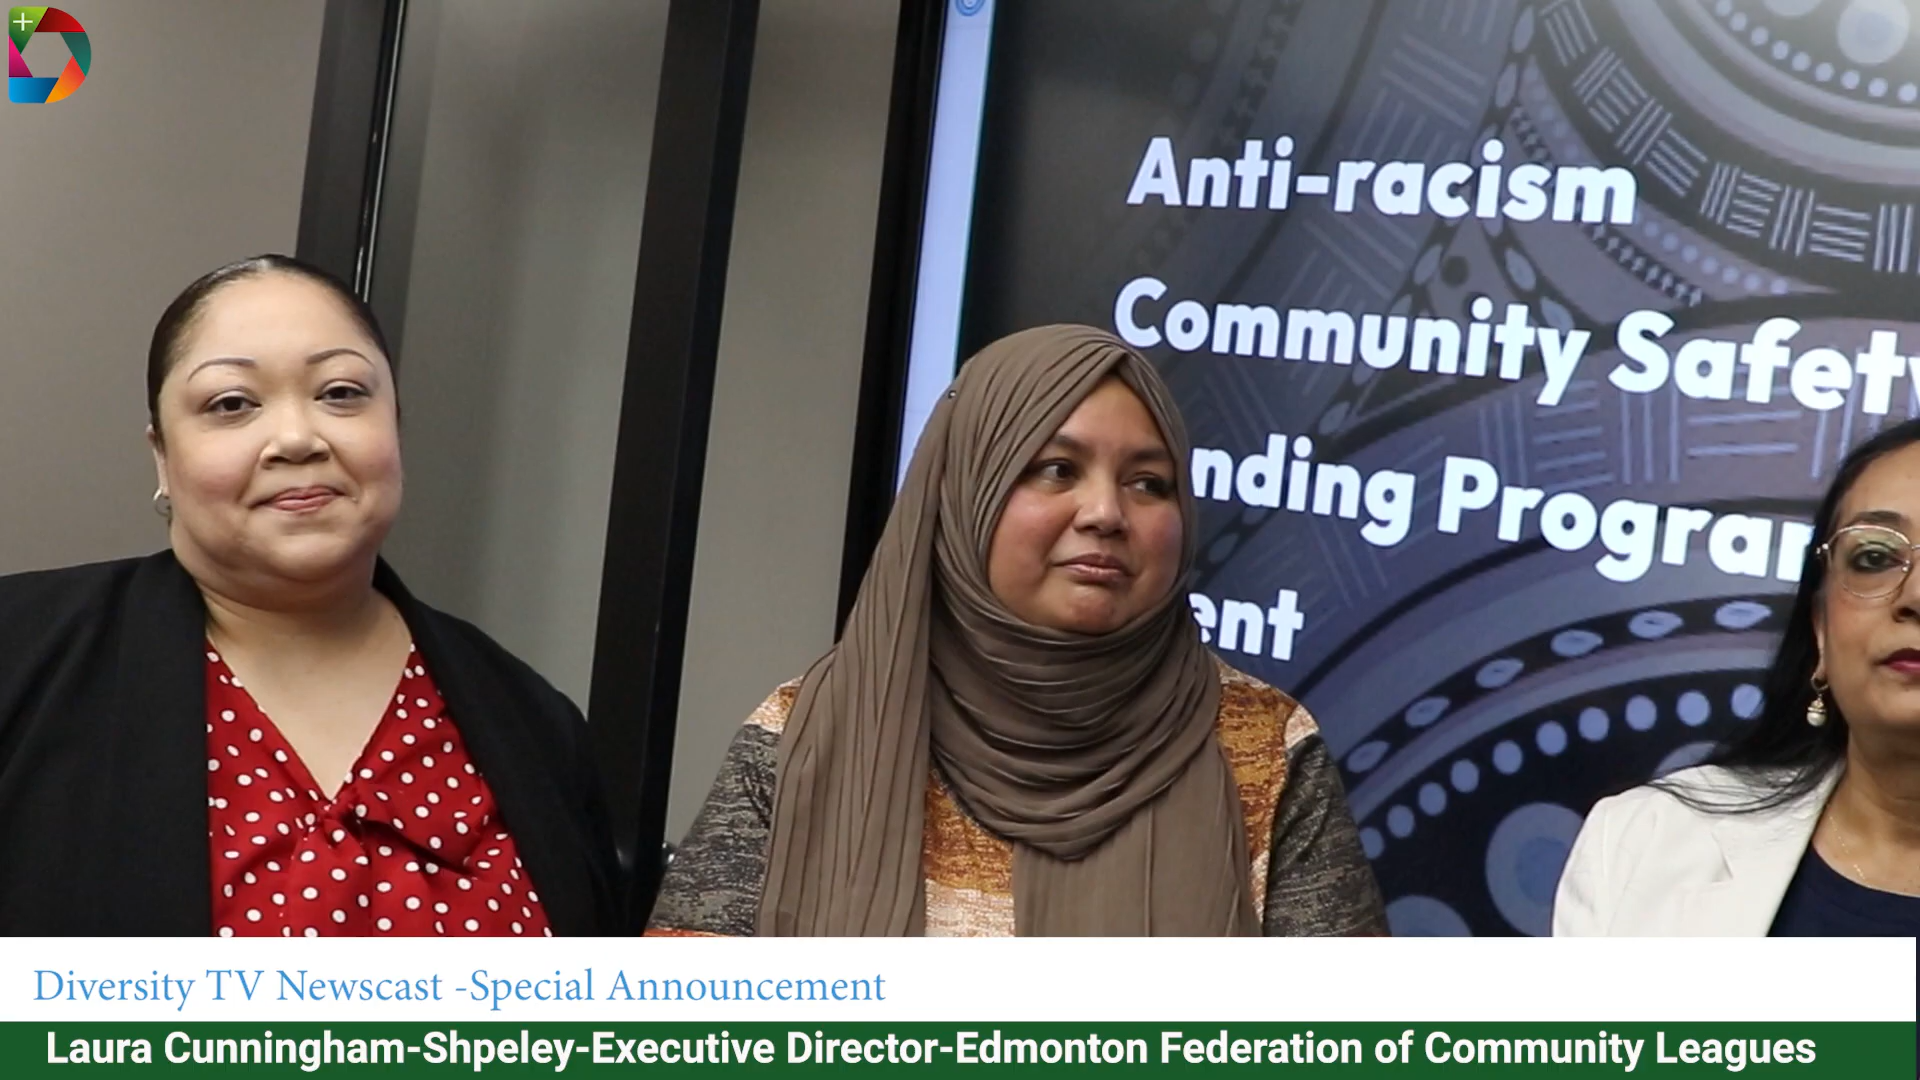 Anti-racism
Community Safety
nding Program
ent
Diversity TV Newscast -Special Announcement
Laura Cunningham-Shpeley-Executive Director-Edmonton Federation of Community Leagues